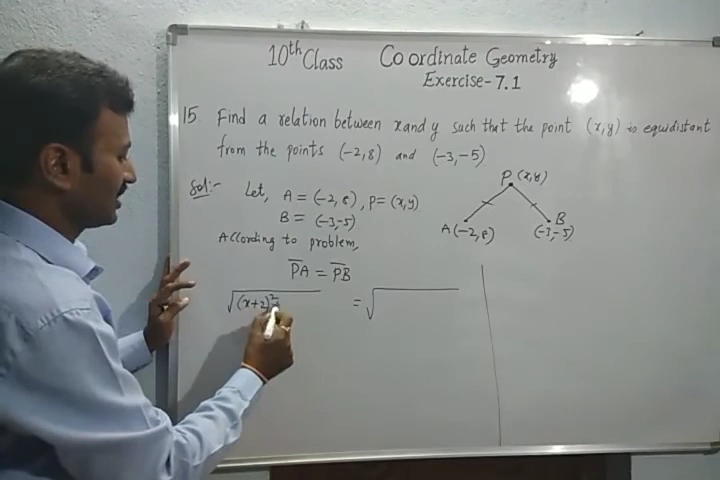 10th Class Coordinate Geometry
Exercise-7.1
15 Find a relation between x and y such that the point (x,y) is equidistant
from the points (-2,8) and (-3,-5)
Sol:- Let, A = (-2,8), P = (x,y)
B = (-3,-5)
According to problem,
PA = PB
√(x+2)² = √
P (x,y)
A (-2,8)
B
(-3,-5)